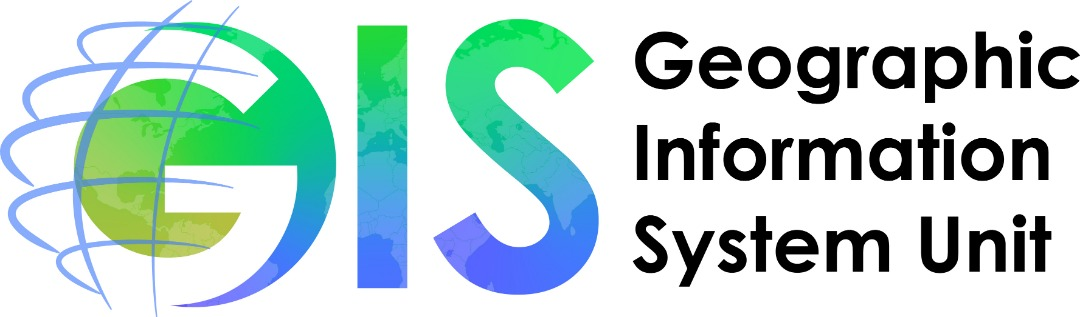 GIS
Geographic
Information
System Unit